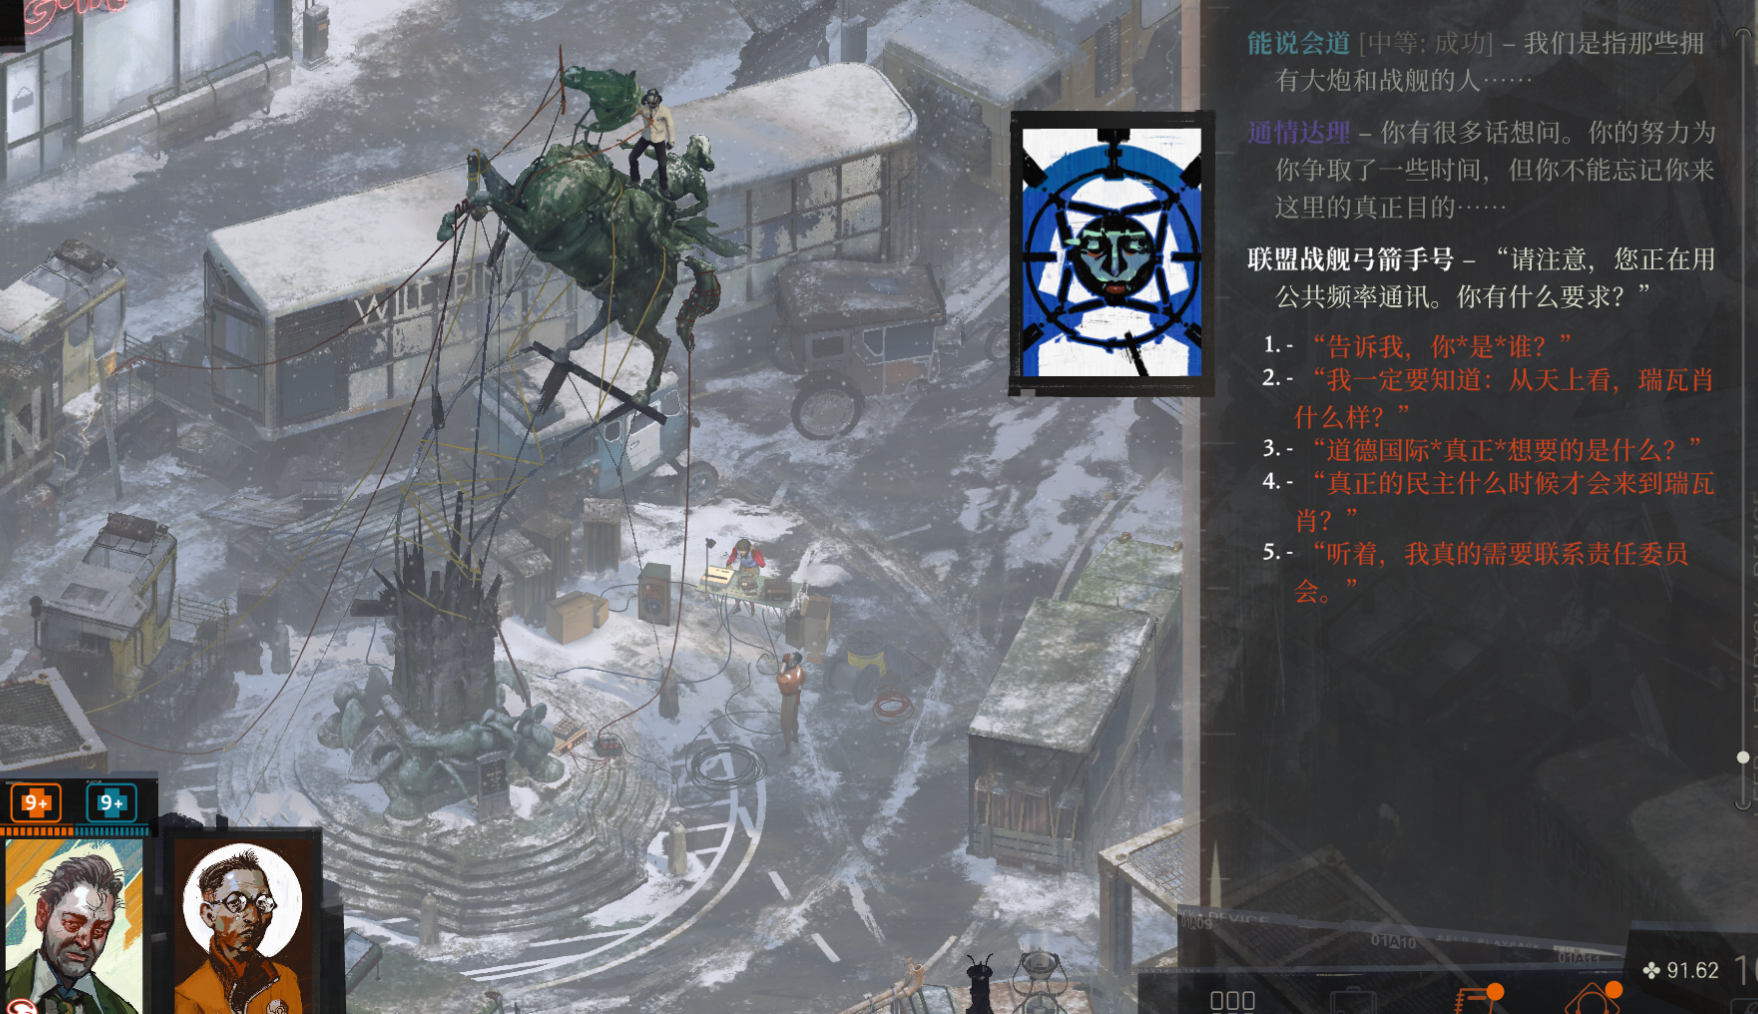 能说会道 [中等: 成功] – 我们是指那些拥
有大炮和战舰的人……
通情达理 – 你有很多话想问。你的努力为
你争取了一些时间，但你不能忘记你来
这里的真正目的……
联盟战舰弓箭手号 – “请注意，您正在用
公共频率通讯。你有什么要求？”
1. - “告诉我，你*是*谁？”
2. - “我一定要知道：从天上看，瑞瓦肖
什么样？”
3. - “道德国际*真正*想要的是什么？”
4. - “真正的民主什么时候才会来到瑞瓦
肖？”
5. - “听着，我真的需要联系责任委员
会。”
9+
9+
DEVICE
01A09
01A10
FELD PLAYBACK
01A11
91.62